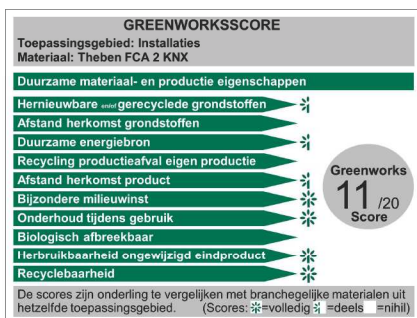 GREENWORKSSCORE
Toepassingsgebied: Installaties
Materiaal: Theben FCA 2 KNX
Duurzame materiaal- en productie eigenschappen
Hernieuwbare en/of gerecyclede grondstoffen
Afstand herkomst grondstoffen
Duurzame energiebron
Recycling productieafval eigen productie
Afstand herkomst product
Bijzondere milieuwinst
Onderhoud tijdens gebruik
Biologisch afbreekbaar
Herbruikbaarheid ongewijzigd eindproduct
Recyclebaarheid
Greenworks
11 /20
Score
De scores zijn onderling te vergelijken met branchegelijke materialen uit
hetzelfde toepassingsgebied. (Scores: =volledig =deels =nihil)